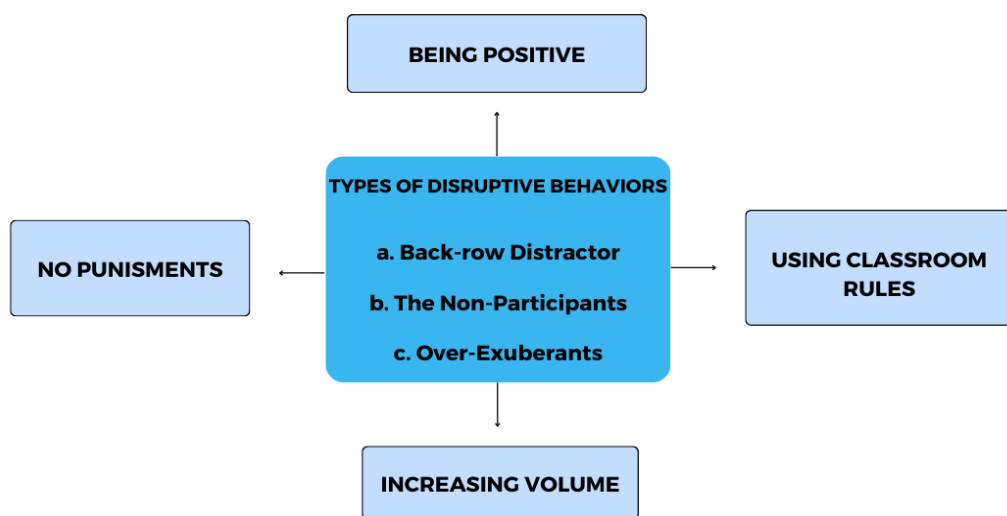 BEING POSITIVE
TYPES OF DISRUPTIVE BEHAVIORS
a. Back-row Distractor
b. The Non-Participants
c. Over-Exuberants
NO PUNISMENTS
USING CLASSROOM
RULES
INCREASING VOLUME